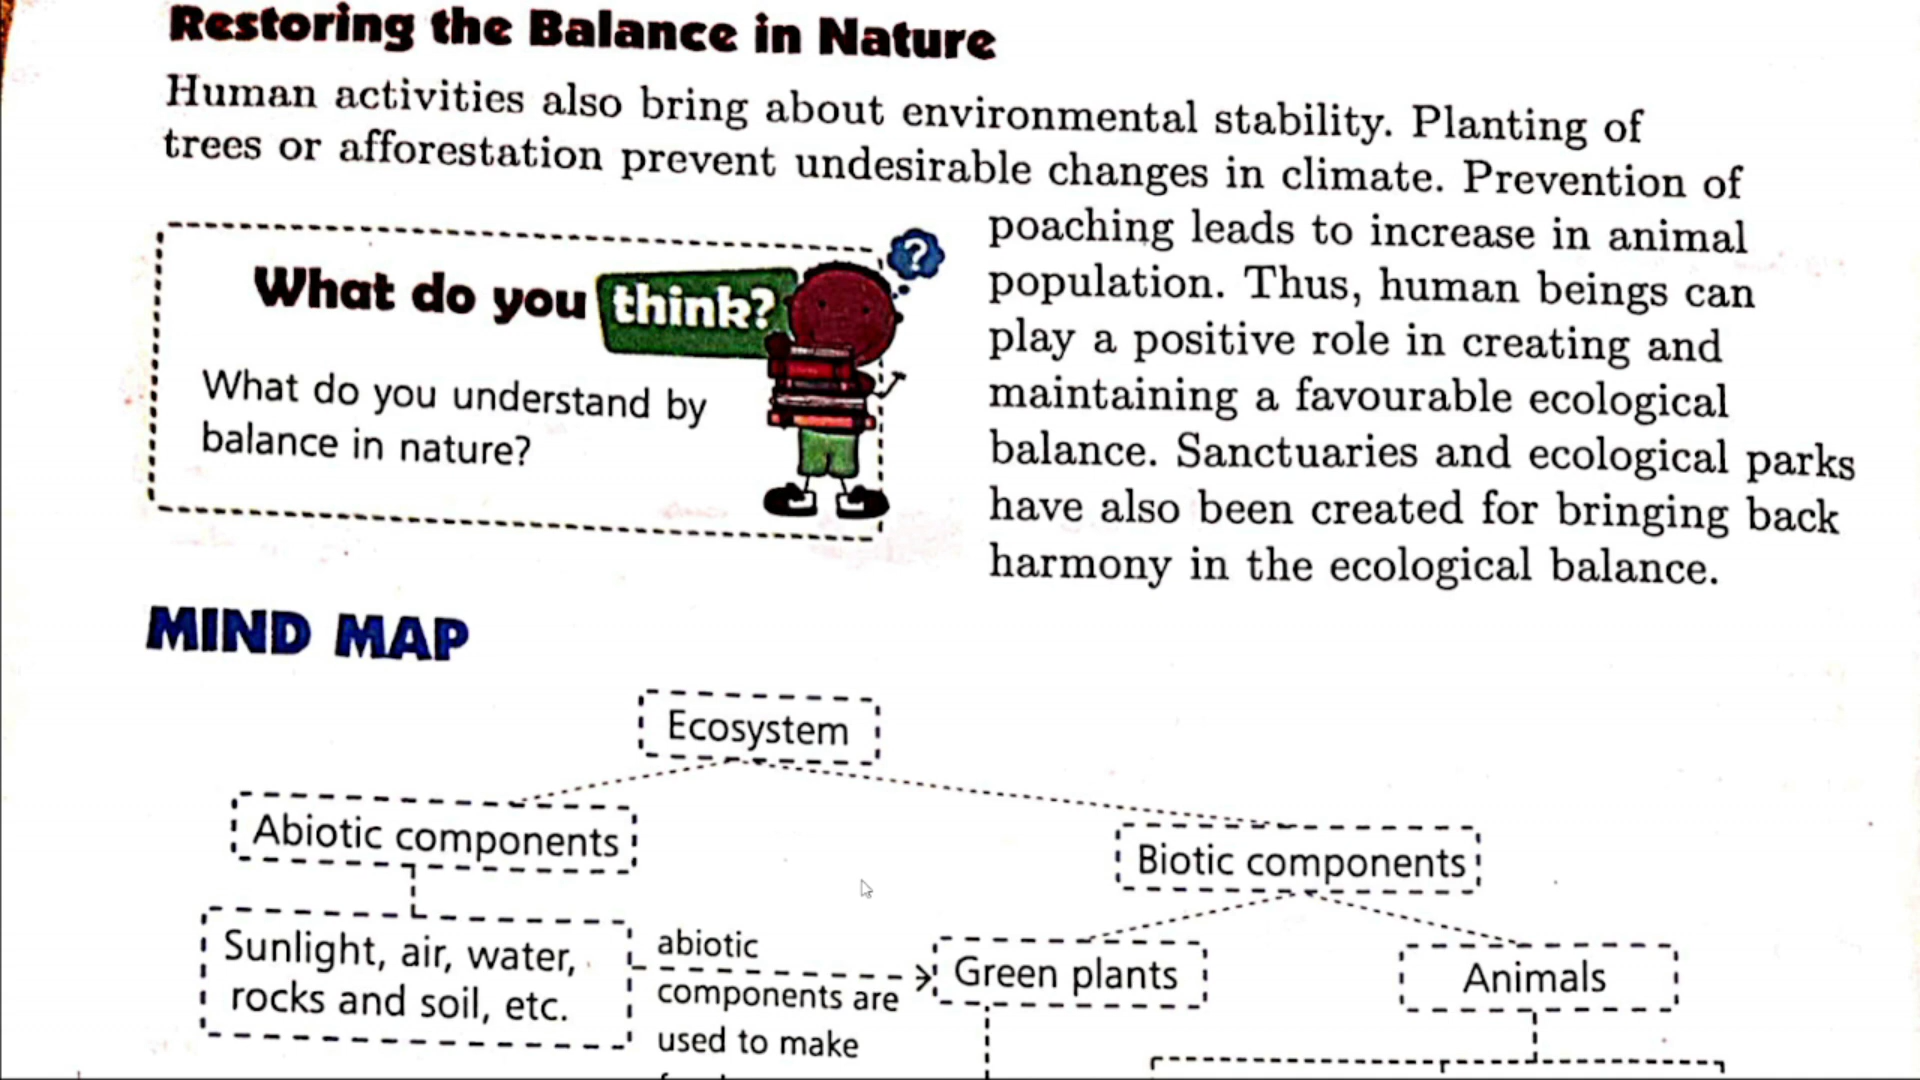 Restoring the Balance in Nature
Human activities also bring about environmental stability. Planting of
trees or afforestation prevent undesirable changes in climate. Prevention of
poaching leads to increase in animal
population. Thus, human beings can
play a positive role in creating and
maintaining a favourable ecological
balance. Sanctuaries and ecological parks
have also been created for bringing back
harmony in the ecological balance.
What do you think?
?
What do you understand by
balance in nature?
MIND MAP
Ecosystem
Abiotic components
Biotic components
Sunlight, air, water,
rocks and soil, etc.
abiotic
components are
used to make
Green plants
Animals